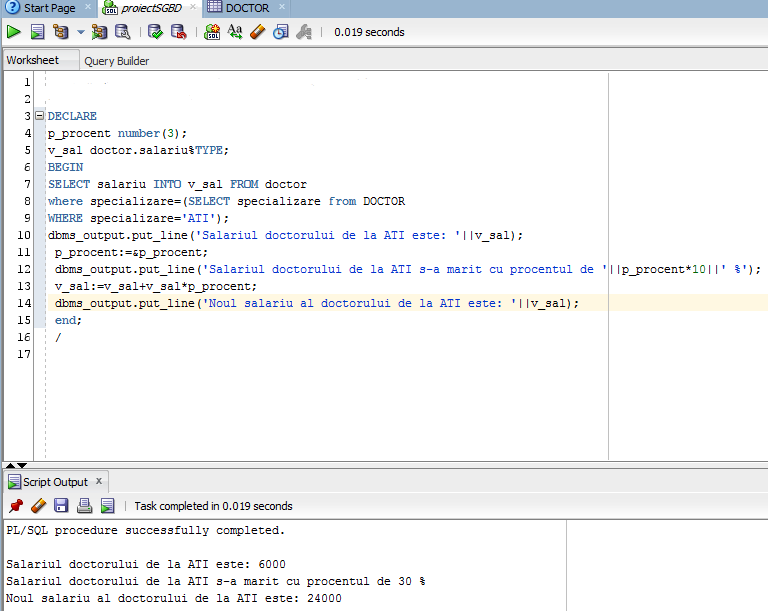 Start Page
projectSGBD
DOCTOR
0.019 seconds
Worksheet
Query Builder
1
2
3 DECLARE
4 p_procent number(3);
5 v_sal doctor.salariu%TYPE;
6 BEGIN
7 SELECT salariu INTO v_sal FROM doctor
8 where specializare=(SELECT specializare from DOCTOR
9 WHERE specializare='ATI');
10 dbms_output.put_line('Salariul doctorului de la ATI este: '||v_sal);
11 p_procent:=&p_procent;
12 dbms_output.put_line('Salariul doctorului de la ATI s-a marit cu procentul de '||p_procent*10||' %');
13 v_sal:=v_sal+v_sal*p_procent;
14 dbms_output.put_line('Noul salariu al doctorului de la ATI este: '||v_sal);
15 end;
16 /
17
Script Output
Task completed in 0.019 seconds
PL/SQL procedure successfully completed.
Salariul doctorului de la ATI este: 6000
Salariul doctorului de la ATI s-a marit cu procentul de 30 %
Noul salariu al doctorului de la ATI este: 24000